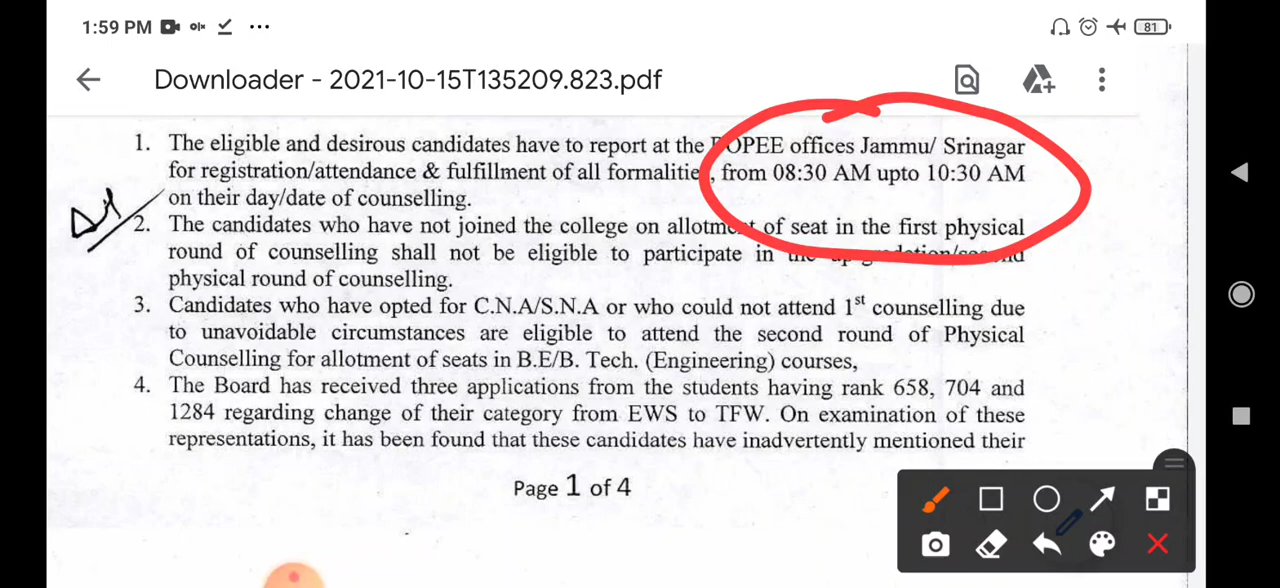 1:59 PM
81
Downloader - 2021-10-15T135209.823.pdf
1. The eligible and desirous candidates have to report at the BOPEE offices Jammu/ Srinagar
for registration/attendance & fulfillment of all formalities, from 08:30 AM upto 10:30 AM
on their day/date of counselling.
2. The candidates who have not joined the college on allotment of seat in the first physical
round of counselling shall not be eligible to participate in the up-gradation/second
physical round of counselling.
3. Candidates who have opted for C.N.A/S.N.A or who could not attend 1st counselling due
to unavoidable circumstances are eligible to attend the second round of Physical
Counselling for allotment of seats in B.E/B. Tech. (Engineering) courses,
4. The Board has received three applications from the students having rank 658, 704 and
1284 regarding change of their category from EWS to TFW. On examination of these
representations, it has been found that these candidates have inadvertently mentioned their
Page 1 of 4